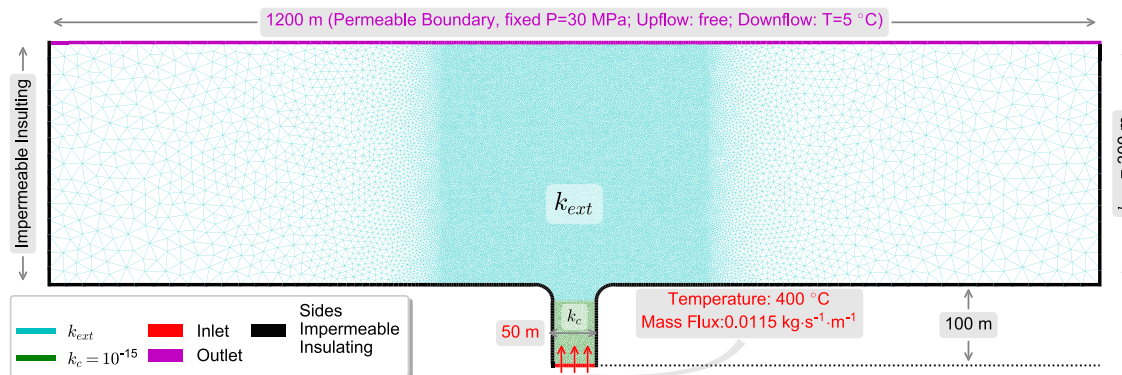 1200 m (Permeable Boundary, fixed P=30 MPa; Upflow: free; Downflow: T=5 °C)
Impermeable Insulting
k_ext
Temperature: 400 °C
Mass Flux:0.0115 kg·s⁻¹·m⁻¹
50 m
k_c
100 m
k_ext
k_c = 10⁻¹⁵
Inlet
Outlet
Sides
Impermeable
Insulating